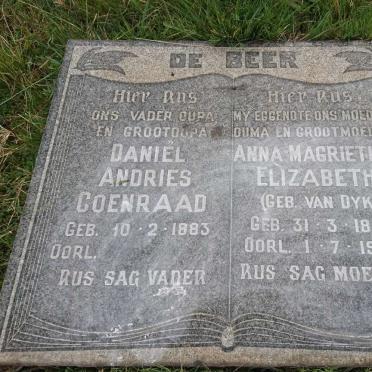 DE BEER
Hier Rus
ONS VADER OUPA
EN GROOTOUPA
DANIËL
ANDRIES
COENRAAD
GEB. 10-2-1883
OORL.
RUS SAG VADER
Hier Rus
MY EGGENOTE ONS MOED
OUMA EN GROOTMOE
ANNA MAGRIET
ELIZABETH
(GEB. VAN DYK
GEB. 31-3-18
OORL. 1-7-19
RUS SAG MOE